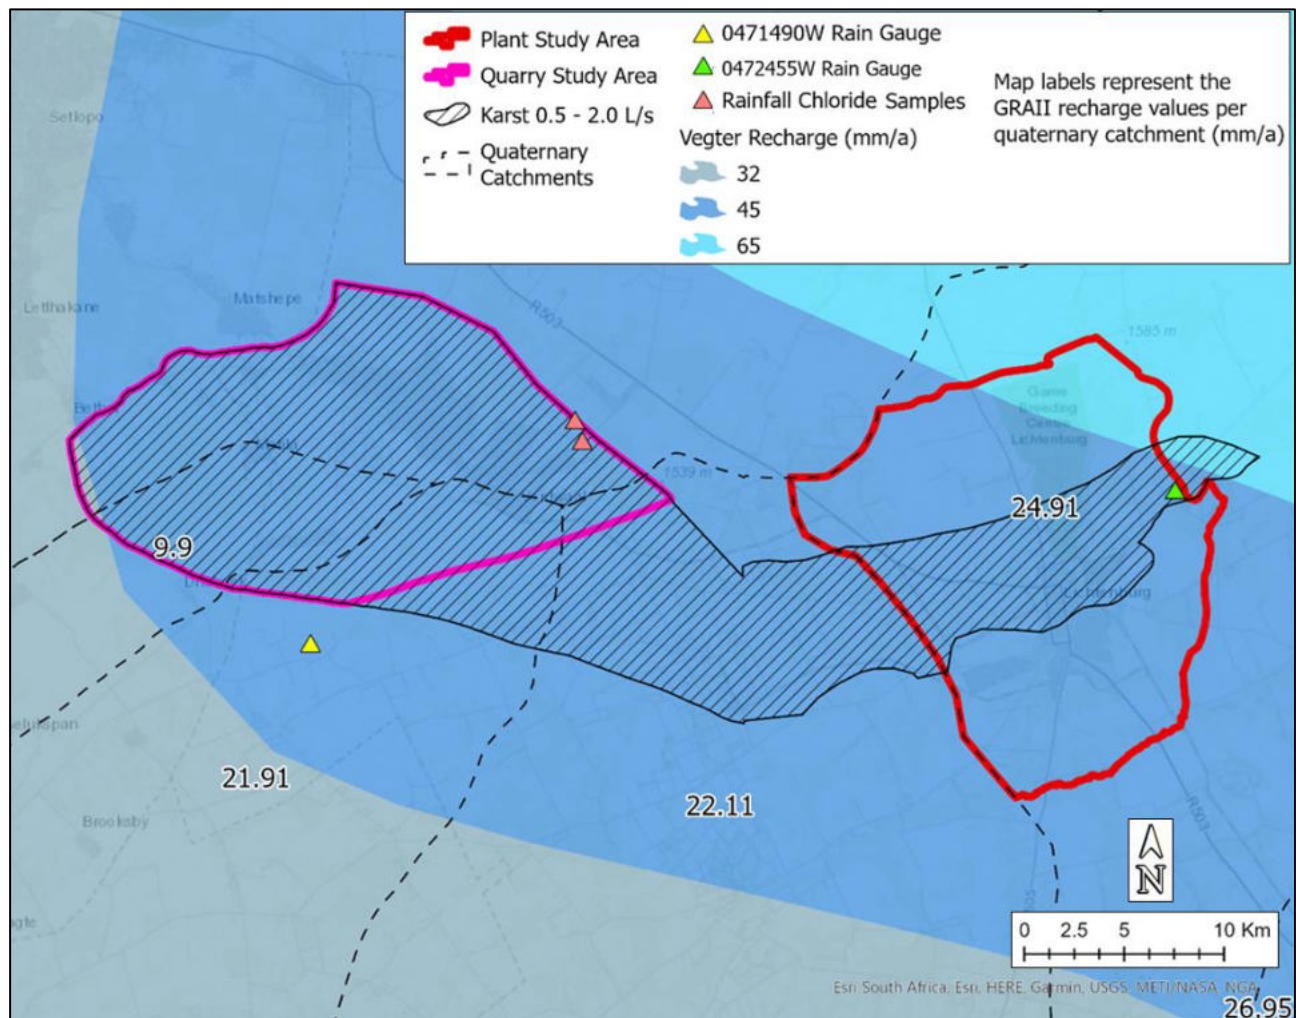 Plant Study Area
Quarry Study Area
Karst 0.5 - 2.0 L/s
Quaternary
Catchments
0471490W Rain Gauge
0472455W Rain Gauge
Rainfall Chloride Samples
Vegter Recharge (mm/a)
32
45
65
Map labels represent the
GRAII recharge values per
quaternary catchment (mm/a)
Setlopo
Matshepe
Letlhakane
R503
1585 m
Game
Breeding
Centre
Lichtenburg
1539 m
24.91
9.9
Lichtenburg
21.91
22.11
Brooksby
R503
N
0 2.5 5 10 Km
Esri South Africa, Esri, HERE, Garmin, USGS, METI/NASA, NGA
26.95